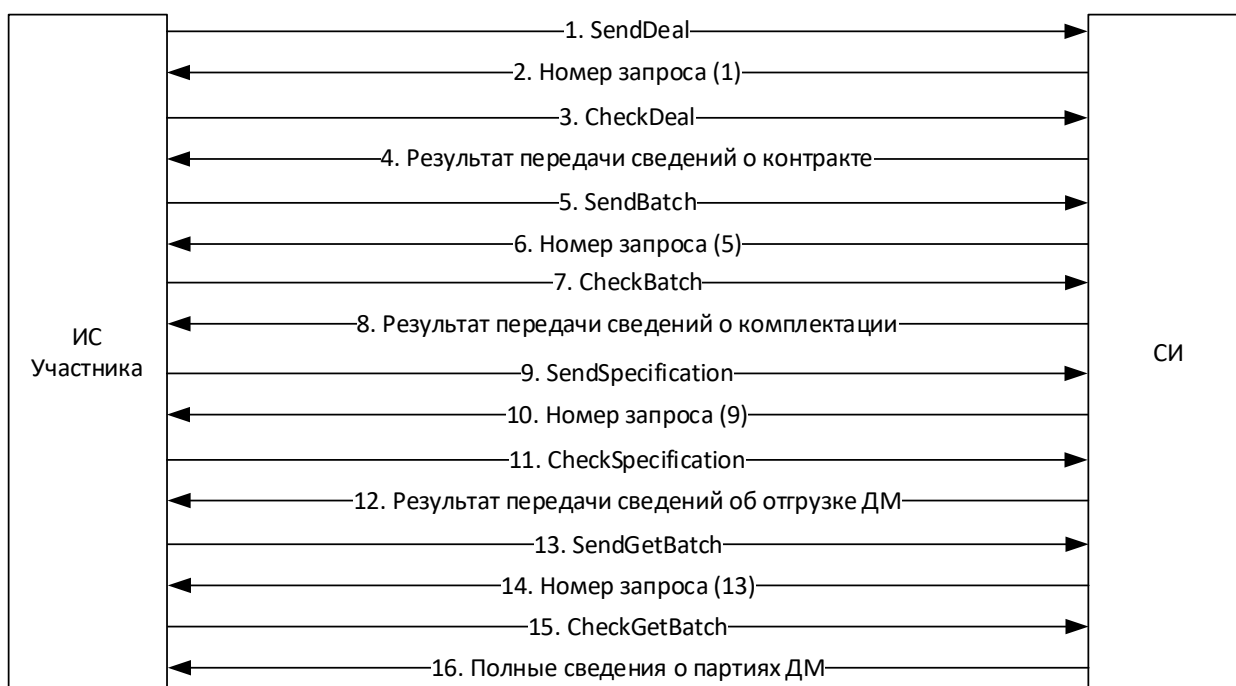 1. SendDeal
2. Номер запроса (1)
3. CheckDeal
4. Результат передачи сведений о контракте
5. SendBatch
6. Номер запроса (5)
7. CheckBatch
8. Результат передачи сведений о комплектации
ИС
Участника
СИ
9. SendSpecification
10. Номер запроса (9)
11. CheckSpecification
12. Результат передачи сведений об отгрузке ДМ
13. SendGetBatch
14. Номер запроса (13)
15. CheckGetBatch
16. Полные сведения о партиях ДМ